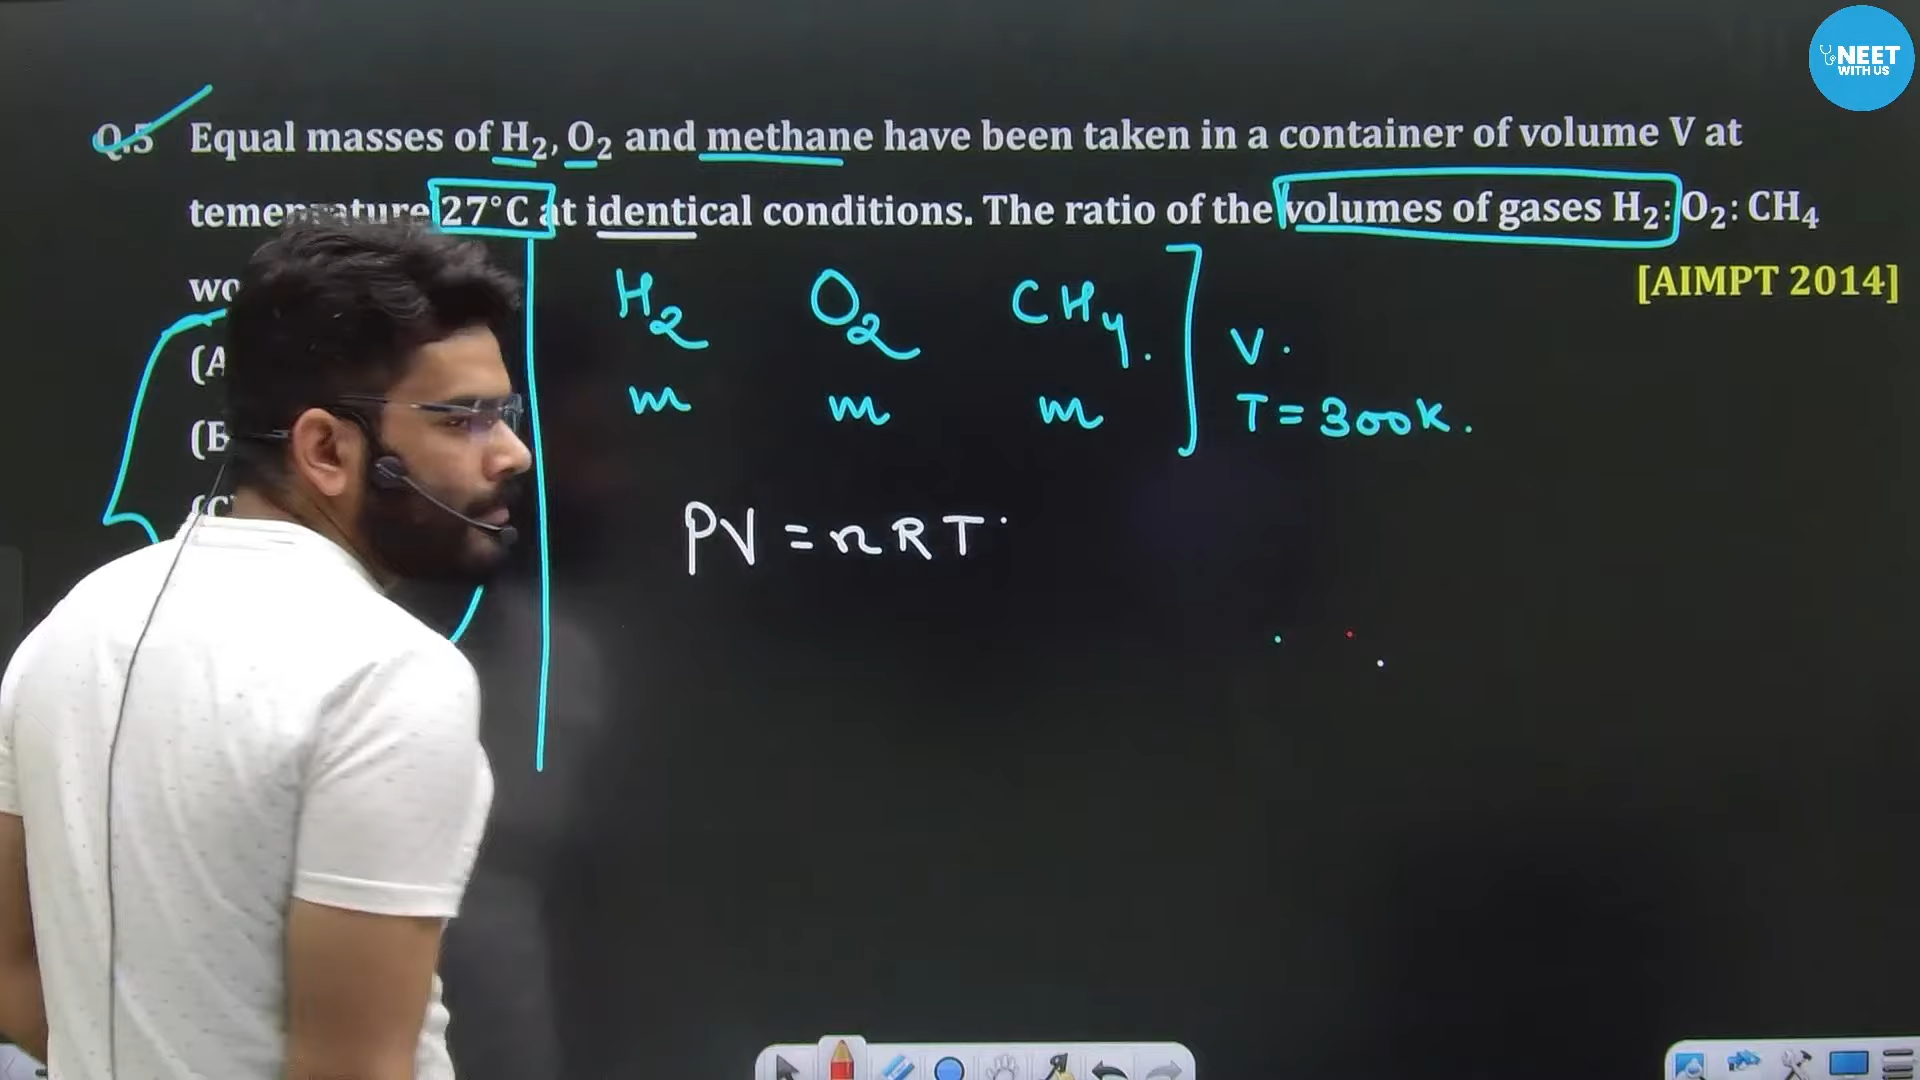 NEET
WITH US
Q.5 Equal masses of H₂, O₂ and methane have been taken in a container of volume V at
27°C at identical conditions. The ratio of the volumes of gases H₂: O₂: CH₄
[AIMPT 2014]
H₂ O₂ CH₄.
m m m
V.
T = 300K.
PV = nRT